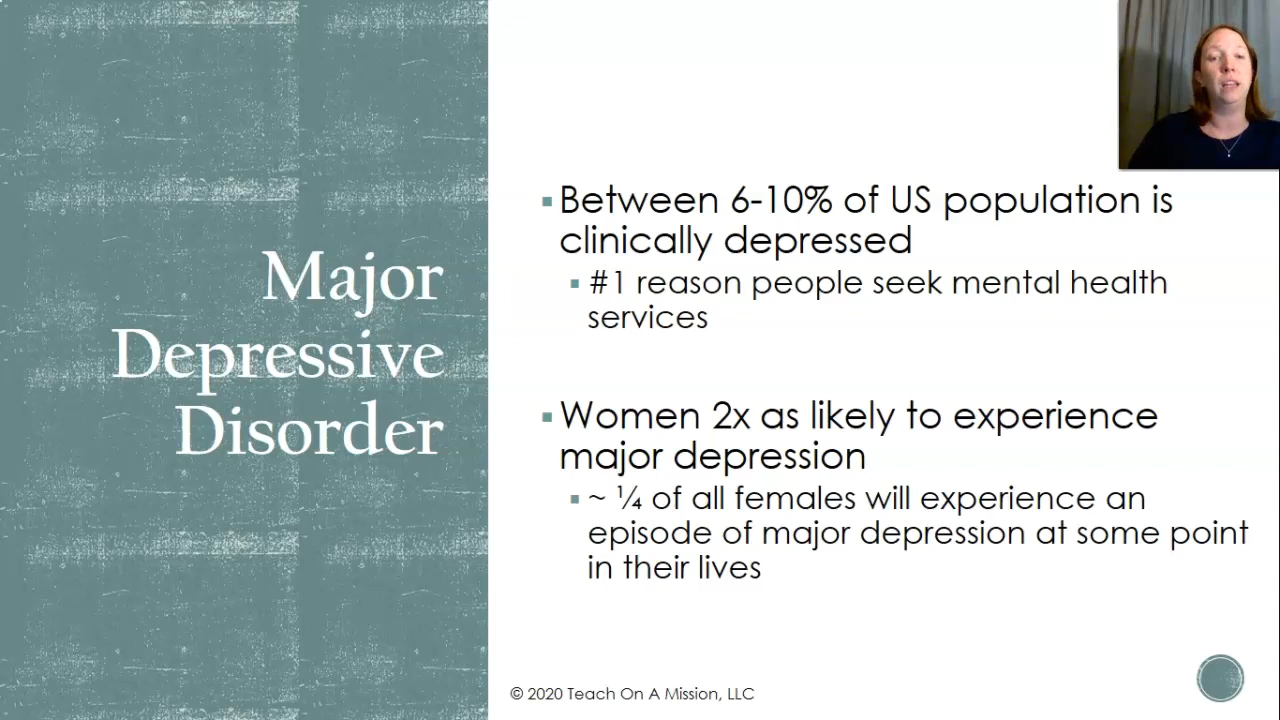 Major
Depressive
Disorder
Between 6-10% of US population is
clinically depressed
#1 reason people seek mental health
services
Women 2x as likely to experience
major depression
~ ¼ of all females will experience an
episode of major depression at some point
in their lives
© 2020 Teach On A Mission, LLC